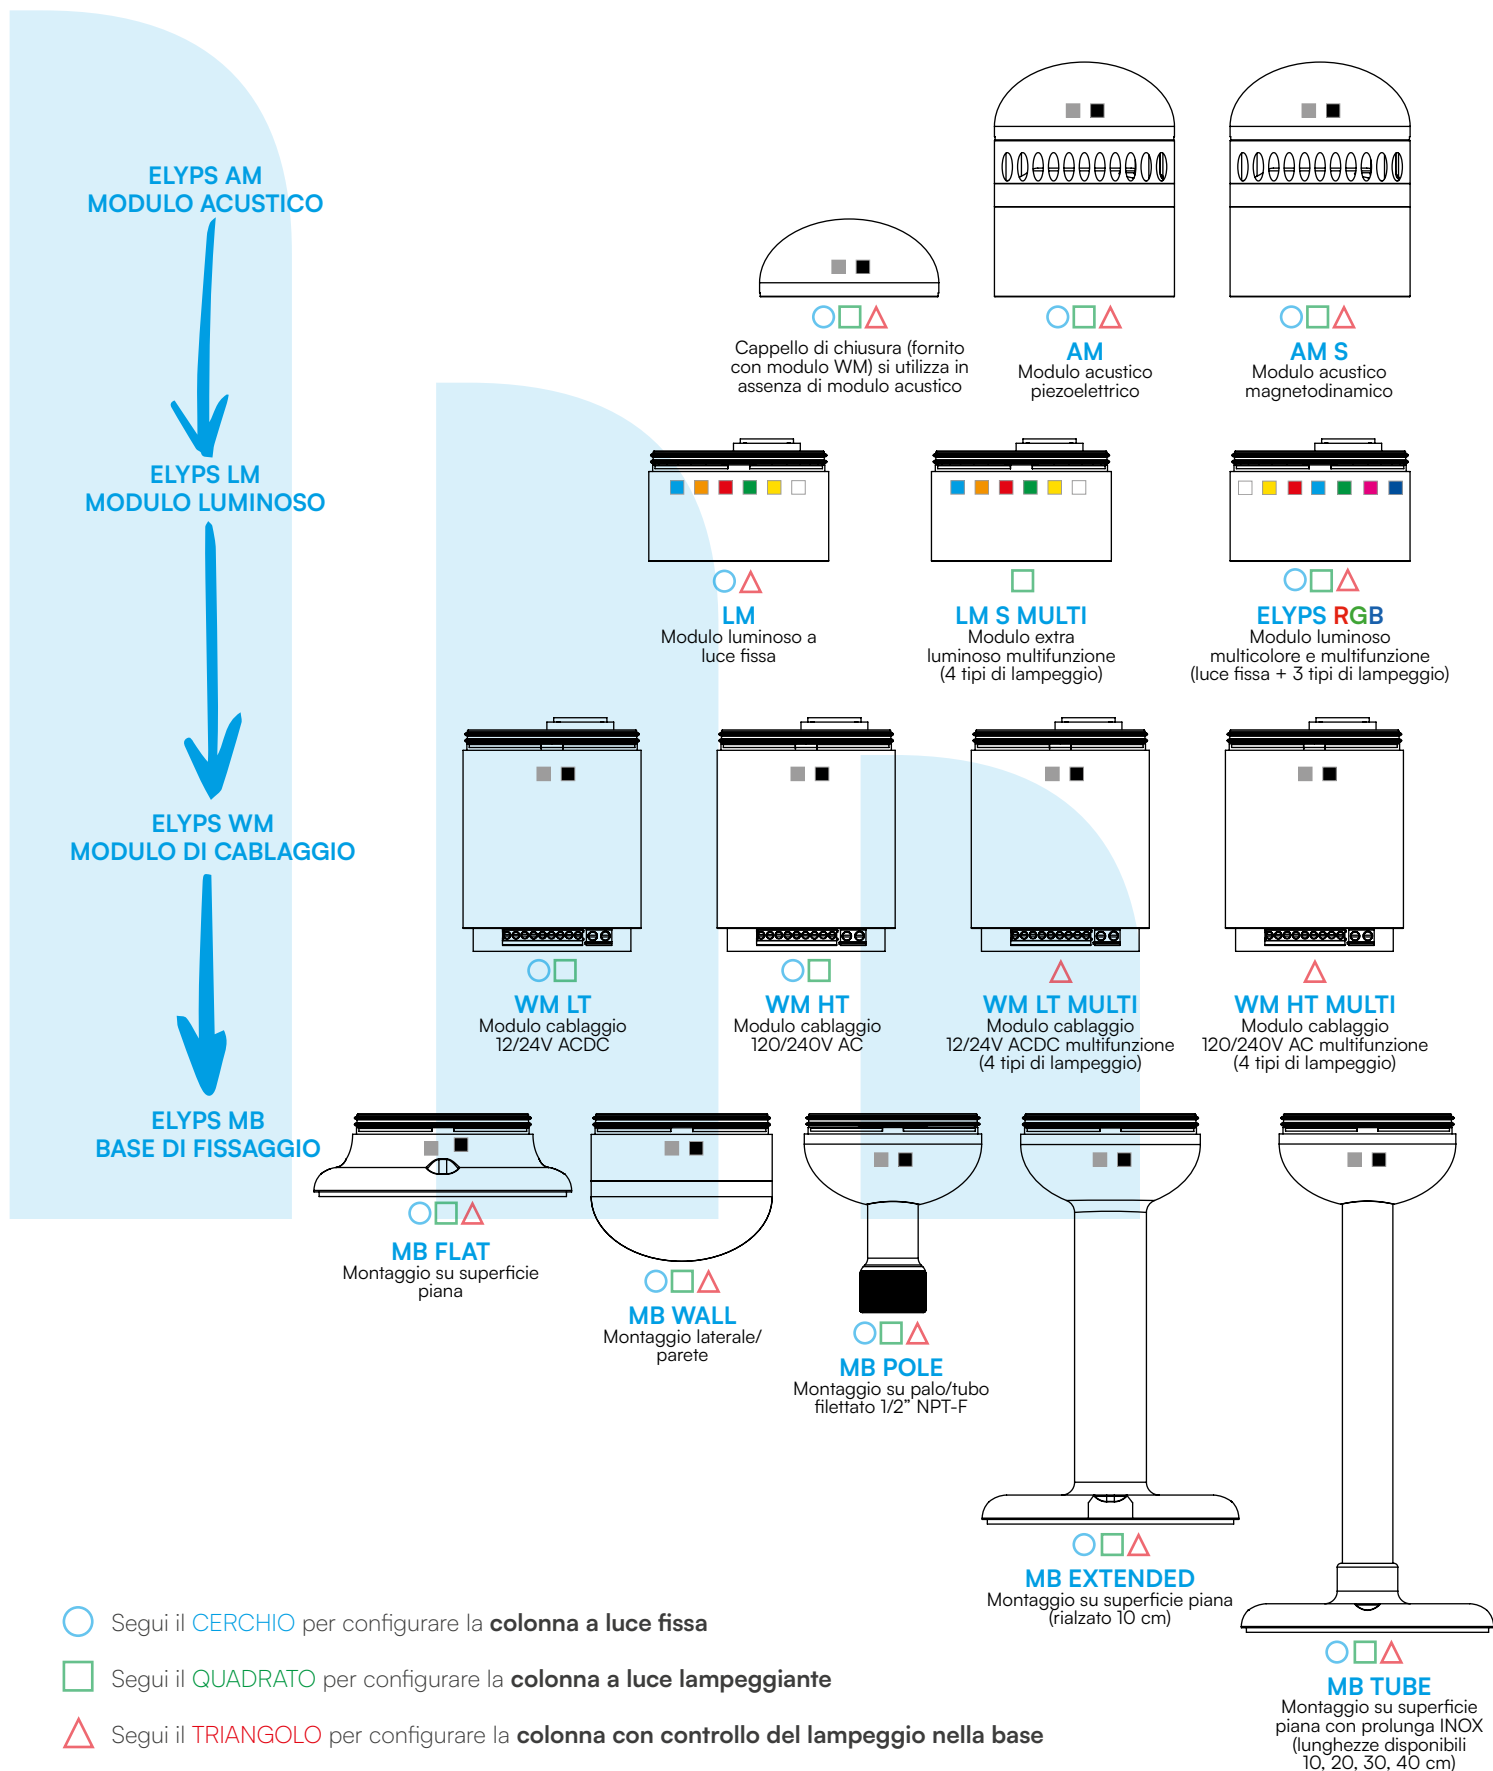 ELYPS AM
MODULO ACUSTICO
Cappello di chiusura (fornito
con modulo WM) si utilizza in
assenza di modulo acustico
AM
Modulo acustico
piezoelettrico
AM S
Modulo acustico
magnetodinamico
ELYPS LM
MODULO LUMINOSO
LM
Modulo luminoso a
luce fissa
LM S MULTI
Modulo extra
luminoso multifunzione
(4 tipi di lampeggio)
ELYPS RGB
Modulo luminoso
multicolore e multifunzione
(luce fissa + 3 tipi di lampeggio)
ELYPS WM
MODULO DI CABLAGGIO
WM LT
Modulo cablaggio
12/24V ACDC
WM HT
Modulo cablaggio
120/240V AC
WM LT MULTI
Modulo cablaggio
12/24V ACDC multifunzione
(4 tipi di lampeggio)
WM HT MULTI
Modulo cablaggio
120/240V AC multifunzione
(4 tipi di lampeggio)
ELYPS MB
BASE DI FISSAGGIO
MB FLAT
Montaggio su superficie
piana
MB WALL
Montaggio laterale/
parete
MB POLE
Montaggio su palo/tubo
filettato 1/2” NPT-F
MB EXTENDED
Montaggio su superficie piana
(rialzato 10 cm)
MB TUBE
Montaggio su superficie
piana con prolunga INOX
(lunghezze disponibili
10, 20, 30, 40 cm)
Segui il CERCHIO per configurare la colonna a luce fissa
Segui il QUADRATO per configurare la colonna a luce lampeggiante
Segui il TRIANGOLO per configurare la colonna con controllo del lampeggio nella base